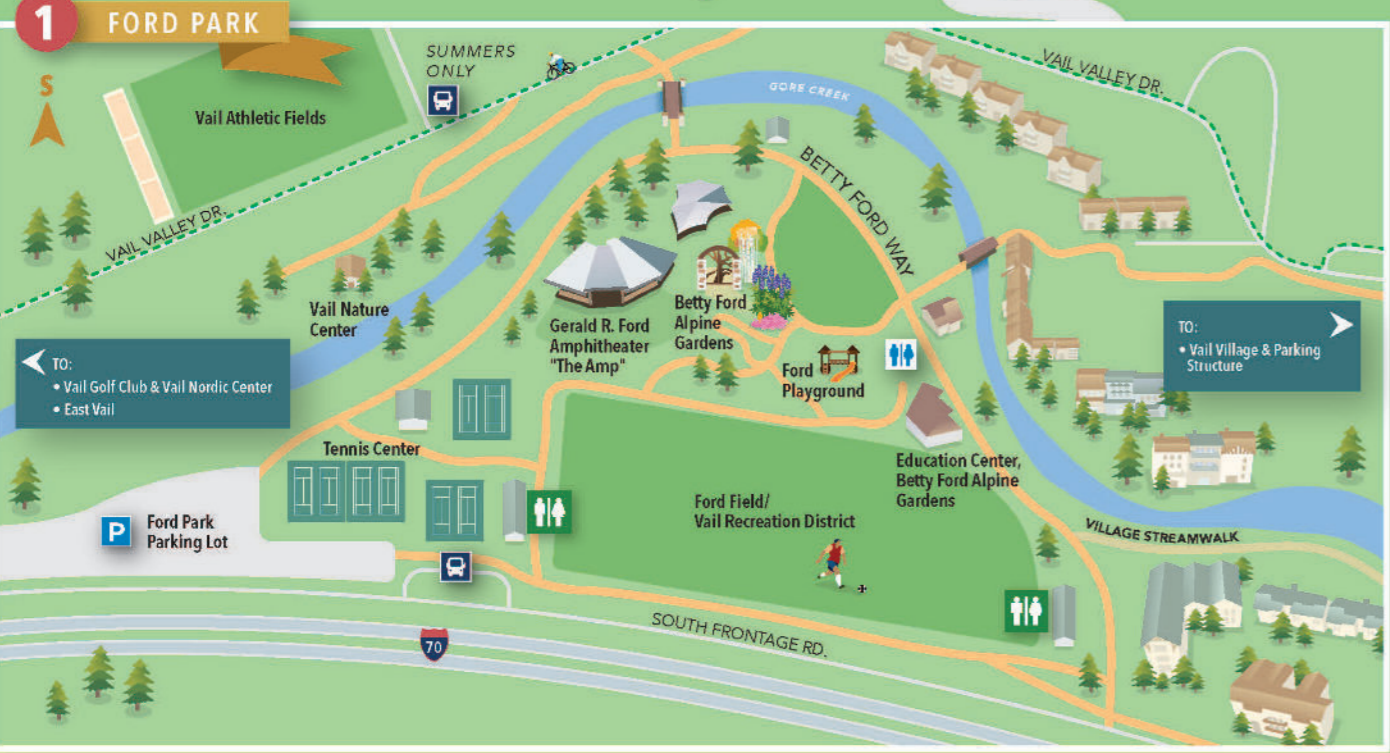 1
FORD PARK
S
SUMMERS
ONLY
Vail Athletic Fields
VAIL VALLEY DR.
GORE CREEK
VAIL VALLEY DR.
BETTY FORD WAY
Vail Nature
Center
Gerald R. Ford
Amphitheater
"The Amp"
Betty Ford
Alpine
Gardens
Ford
Playground
TO:
• Vail Golf Club & Vail Nordic Center
• East Vail
TO:
• Vail Village & Parking
Structure
Tennis Center
Education Center,
Betty Ford Alpine
Gardens
P
Ford Park
Parking Lot
Ford Field/
Vail Recreation District
VILLAGE STREAMWALK
SOUTH FRONTAGE RD.
70